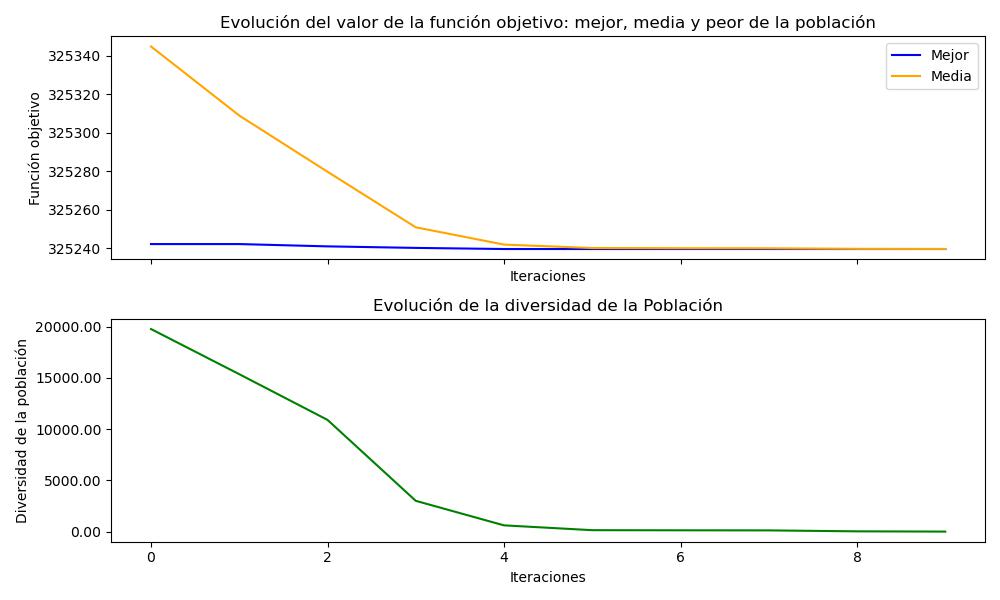 Evolución del valor de la función objetivo: mejor, media y peor de la población
Función objetivo
325340
325320
325300
325280
325260
325240
Mejor
Media
Iteraciones
Evolución de la diversidad de la Población
Diversidad de la población
20000.00
15000.00
10000.00
5000.00
0.00
0 2 4 6 8
Iteraciones